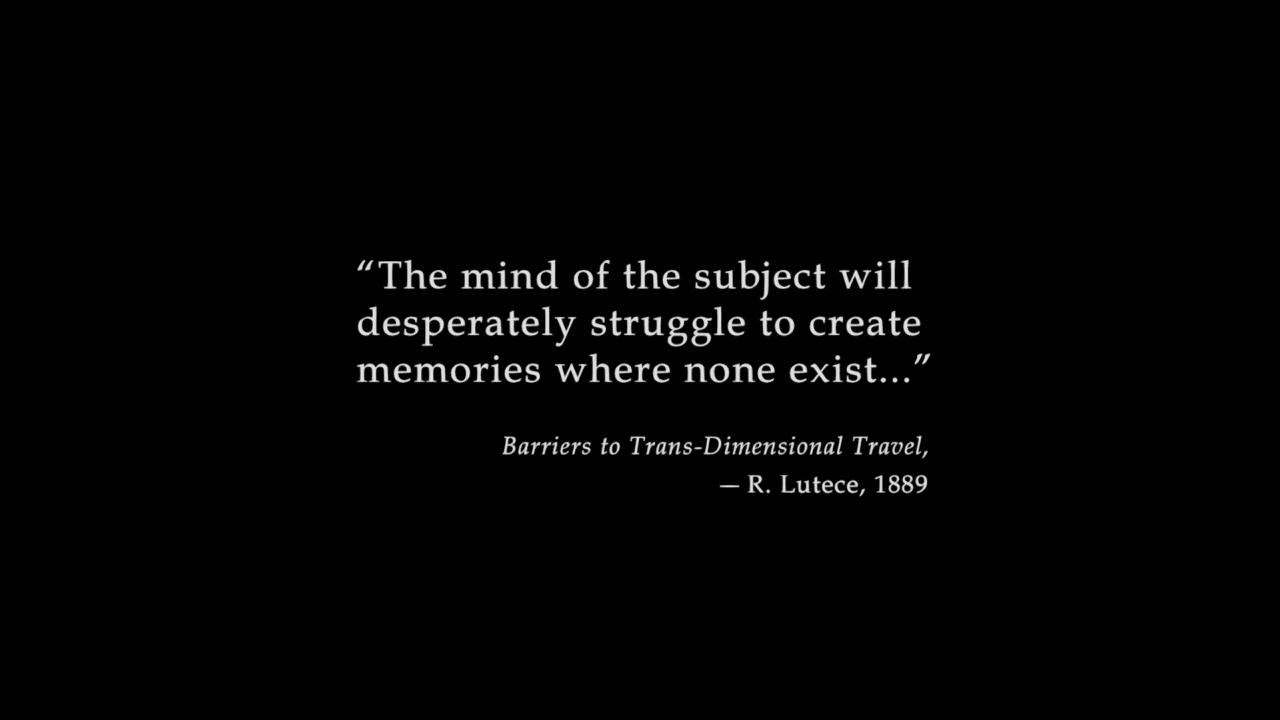 “The mind of the subject will
desperately struggle to create
memories where none exist...”
Barriers to Trans-Dimensional Travel,
— R. Lutece, 1889